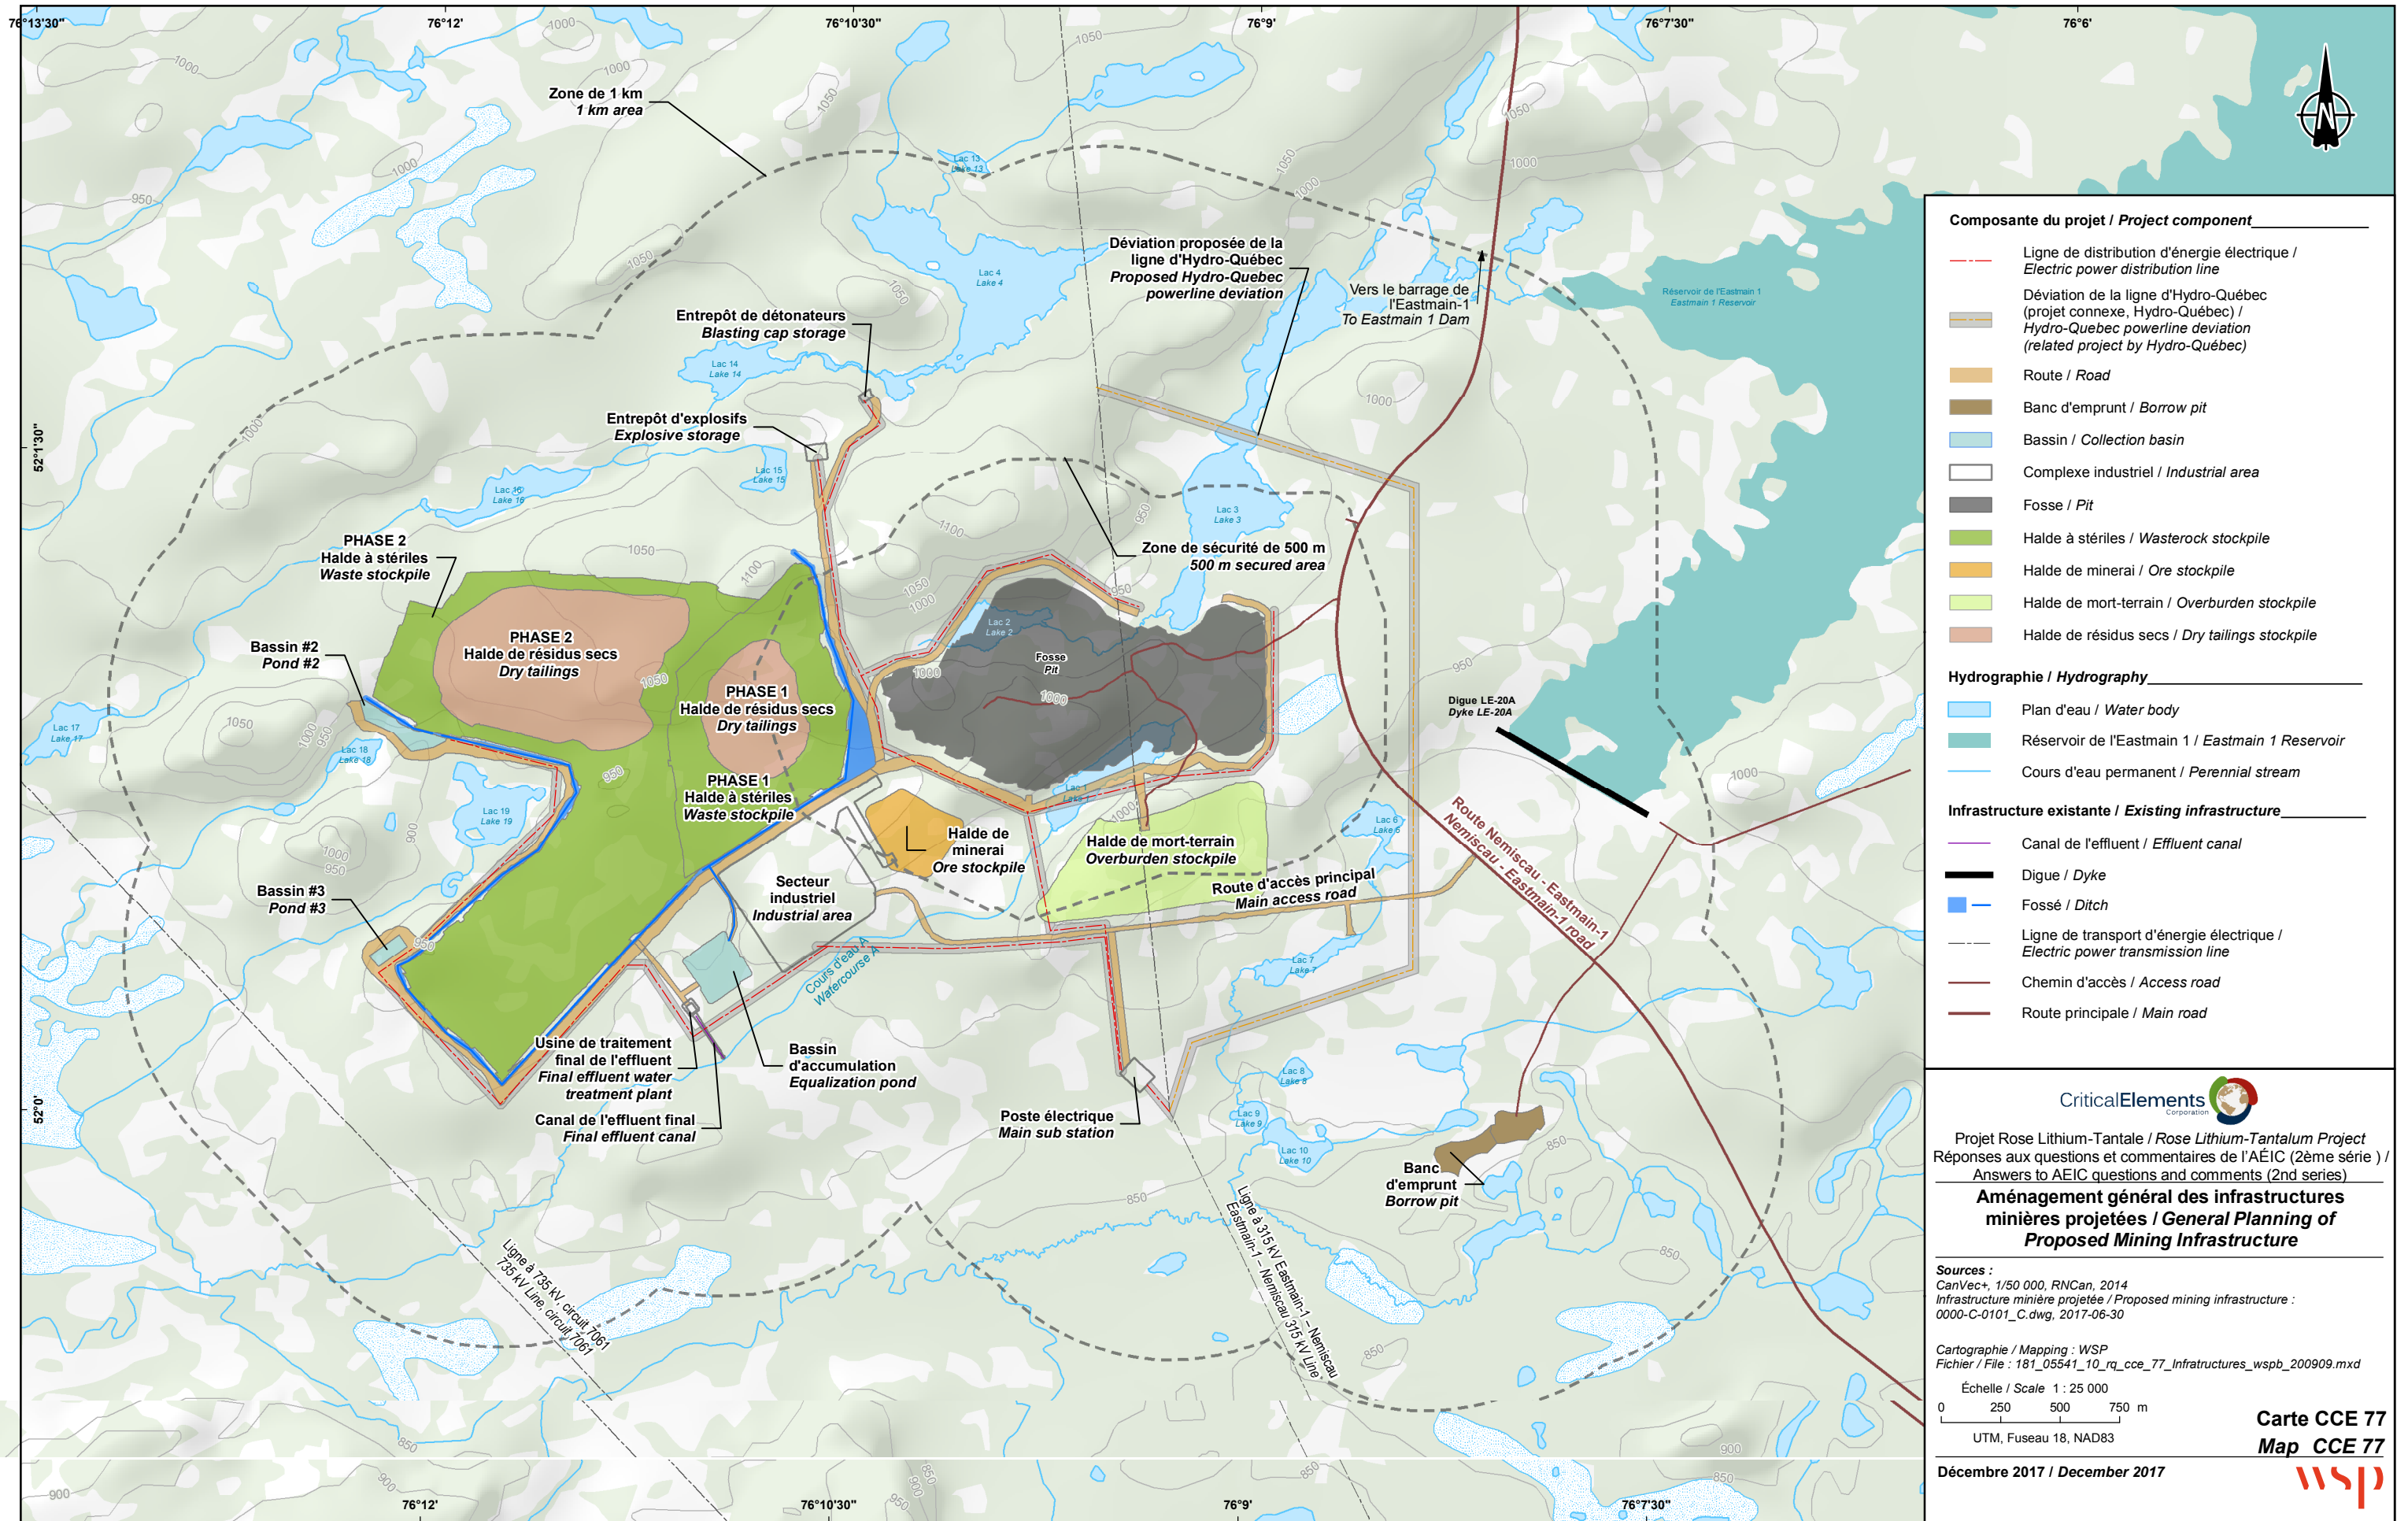 76°13'30"
76°12'
76°10'30"
76°9'
76°7'30"
76°6'
52°1'30"
52°0'
Zone de 1 km
1 km area
Lac 13
Lake 13
Lac 4
Lake 4
Déviation proposée de la
ligne d'Hydro-Québec
Proposed Hydro-Quebec
powerline deviation
Vers le barrage de
l'Eastmain-1
To Eastmain 1 Dam
Réservoir de l'Eastmain 1
Eastmain 1 Reservoir
Entrepôt de détonateurs
Blasting cap storage
Lac 14
Lake 14
Entrepôt d'explosifs
Explosive storage
Lac 15
Lake 15
Lac 16
Lake 16
Lac 3
Lake 3
Zone de sécurité de 500 m
500 m secured area
PHASE 2
Halde à stériles
Waste stockpile
PHASE 2
Halde de résidus secs
Dry tailings
Bassin #2
Pond #2
PHASE 1
Halde de résidus secs
Dry tailings
Lac 2
Lake 2
Fosse
Pit
Lac 17
Lake 17
Lac 18
Lake 18
Lac 19
Lake 19
PHASE 1
Halde à stériles
Waste stockpile
Lac 1
Lake 1
Digue LE-20A
Dyke LE-20A
Halde de
minerai
Ore stockpile
Halde de mort-terrain
Overburden stockpile
Lac 6
Lake 6
Route Nemiscau - Eastmain-1
Nemiscau - Eastmain-1 road
Bassin #3
Pond #3
Secteur
industriel
Industrial area
Route d'accès principal
Main access road
Cours d'eau A
Watercourse A
Lac 7
Lake 7
Usine de traitement
final de l'effluent
Final effluent water
treatment plant
Bassin
d'accumulation
Equalization pond
Canal de l'effluent final
Final effluent canal
Poste électrique
Main sub station
Lac 8
Lake 8
Lac 9
Lake 9
Lac 10
Lake 10
Banc
d'emprunt
Borrow pit
Ligne à 735 kV, circuit 7061
735 kV Line, circuit 7061
Ligne à 315 kV Eastmain-1 – Nemiscau
Eastmain-1 – Nemiscau 315 kV Line
76°12'
76°10'30"
76°9'
76°7'30"
N
Composante du projet / Project component
Ligne de distribution d'énergie électrique /
Electric power distribution line
Déviation de la ligne d'Hydro-Québec
(projet connexe, Hydro-Québec) /
Hydro-Quebec powerline deviation
(related project by Hydro-Québec)
Route / Road
Banc d'emprunt / Borrow pit
Bassin / Collection basin
Complexe industriel / Industrial area
Fosse / Pit
Halde à stériles / Wasterock stockpile
Halde de minerai / Ore stockpile
Halde de mort-terrain / Overburden stockpile
Halde de résidus secs / Dry tailings stockpile
Hydrographie / Hydrography
Plan d'eau / Water body
Réservoir de l'Eastmain 1 / Eastmain 1 Reservoir
Cours d'eau permanent / Perennial stream
Infrastructure existante / Existing infrastructure
Canal de l'effluent / Effluent canal
Digue / Dyke
Fossé / Ditch
Ligne de transport d'énergie électrique /
Electric power transmission line
Chemin d'accès / Access road
Route principale / Main road
CriticalElements
Corporation
Projet Rose Lithium-Tantale / Rose Lithium-Tantalum Project
Réponses aux questions et commentaires de l'AÉIC (2ème série ) /
Answers to AEIC questions and comments (2nd series)
Aménagement général des infrastructures
minières projetées / General Planning of
Proposed Mining Infrastructure
Sources :
CanVec+, 1/50 000, RNCan, 2014
Infrastructure minière projetée / Proposed mining infrastructure :
0000-C-0101_C.dwg, 2017-06-30
Cartographie / Mapping : WSP
Fichier / File : 181_05541_10_rq_cce_77_Infratructures_wspb_200909.mxd
Échelle / Scale 1 : 25 000
0 250 500 750 m
UTM, Fuseau 18, NAD83
Carte CCE 77
Map CCE 77
Décembre 2017 / December 2017
wsp